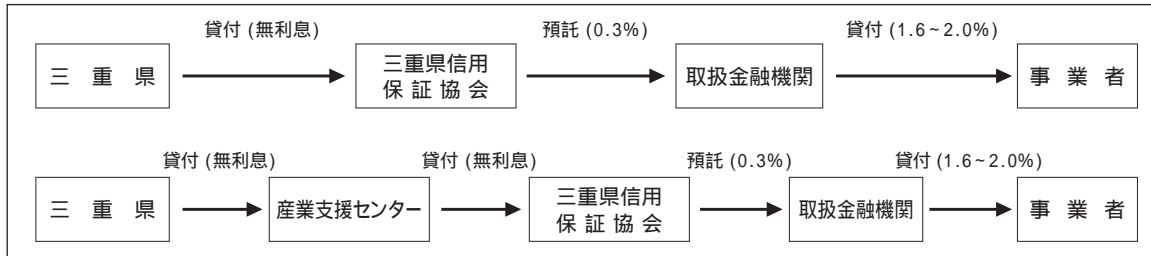 貸付 (無利息) 預託 (0.3%) 貸付 (1.6~2.0%)
三 重 県 三重県信用 保 証 協 会 取扱金融機関 事 業 者
貸付 (無利息) 貸付 (無利息) 預託 (0.3%) 貸付 (1.6~2.0%)
三 重 県 産業支援センター 三重県信用 保 証 協 会 取扱金融機関 事 業 者